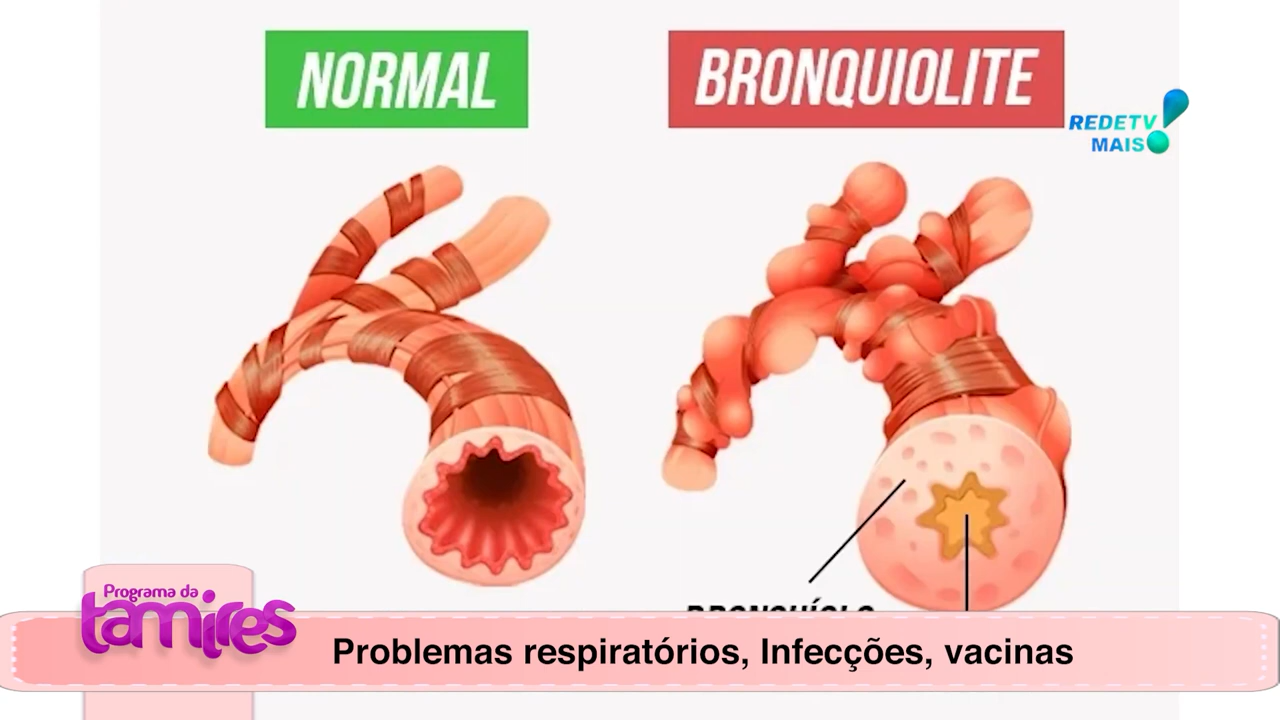 NORMAL
BRONQUIOLITE
REDETV
MAIS
Programa da
tamires
Problemas respiratórios, Infecções, vacinas